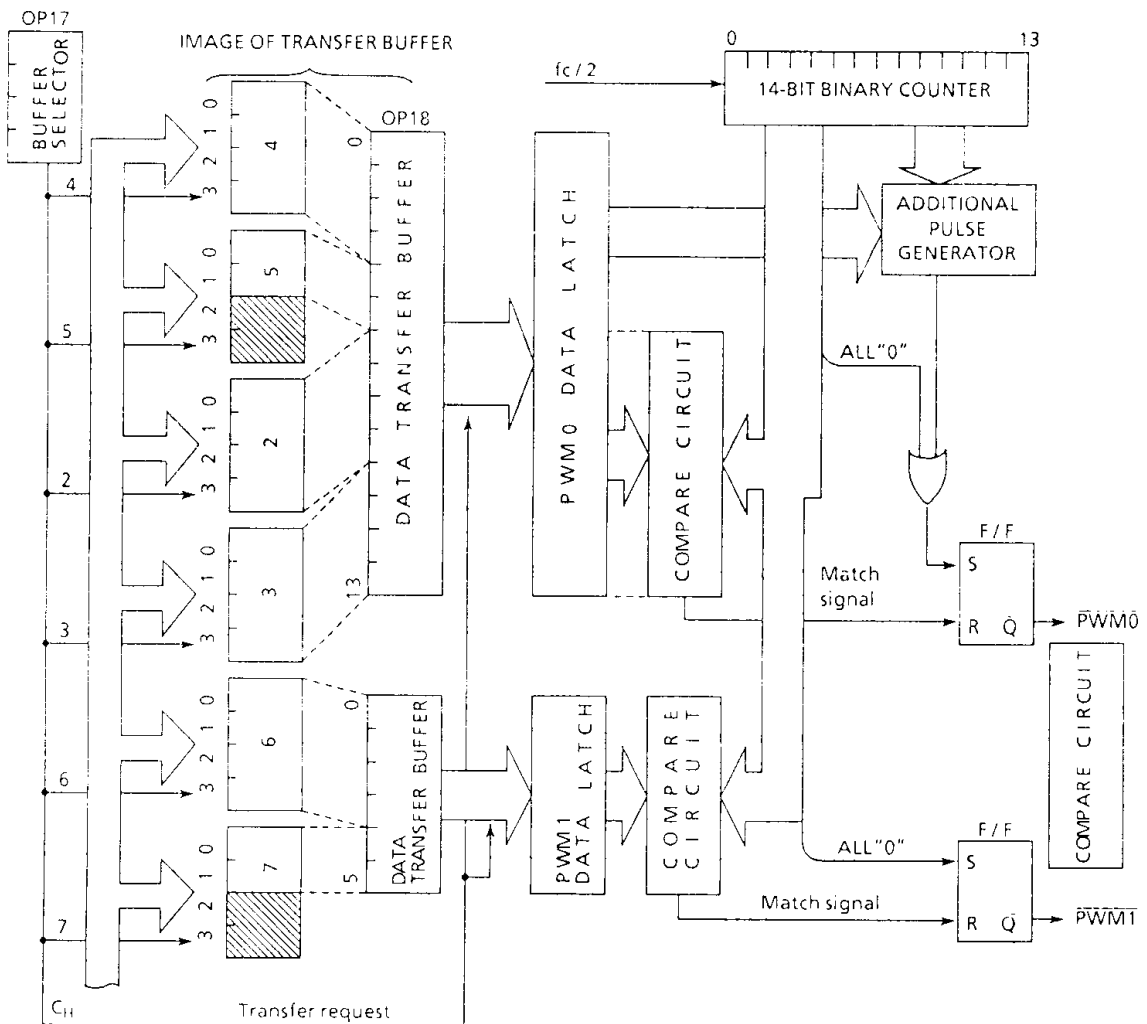 OP17
BUFFER
SELECTOR
IMAGE OF TRANSFER BUFFER
0 1 2 3
4
4
0 1 2 3
5
5
0 1 2 3
2
2
0 1 2 3
3
3
0 1 2 3
6
6
0 1 2 3
7
7
CH
Transfer request
OP18
0
DATA TRANSFER BUFFER
13
0
DATA
TRANSFER BUFFER
5
fc/2
0 13
14-BIT BINARY COUNTER
PWM0 DATA LATCH
COMPARE CIRCUIT
ADDITIONAL
PULSE
GENERATOR
ALL"0"
Match
signal
F/F
S
R Q̄
P̅W̅M̅0̅
PWM1
DATA LATCH
COMPARE
CIRCUIT
ALL"0"
Match signal
F/F
S
R Q̄
P̅W̅M̅1̅
COMPARE CIRCUIT